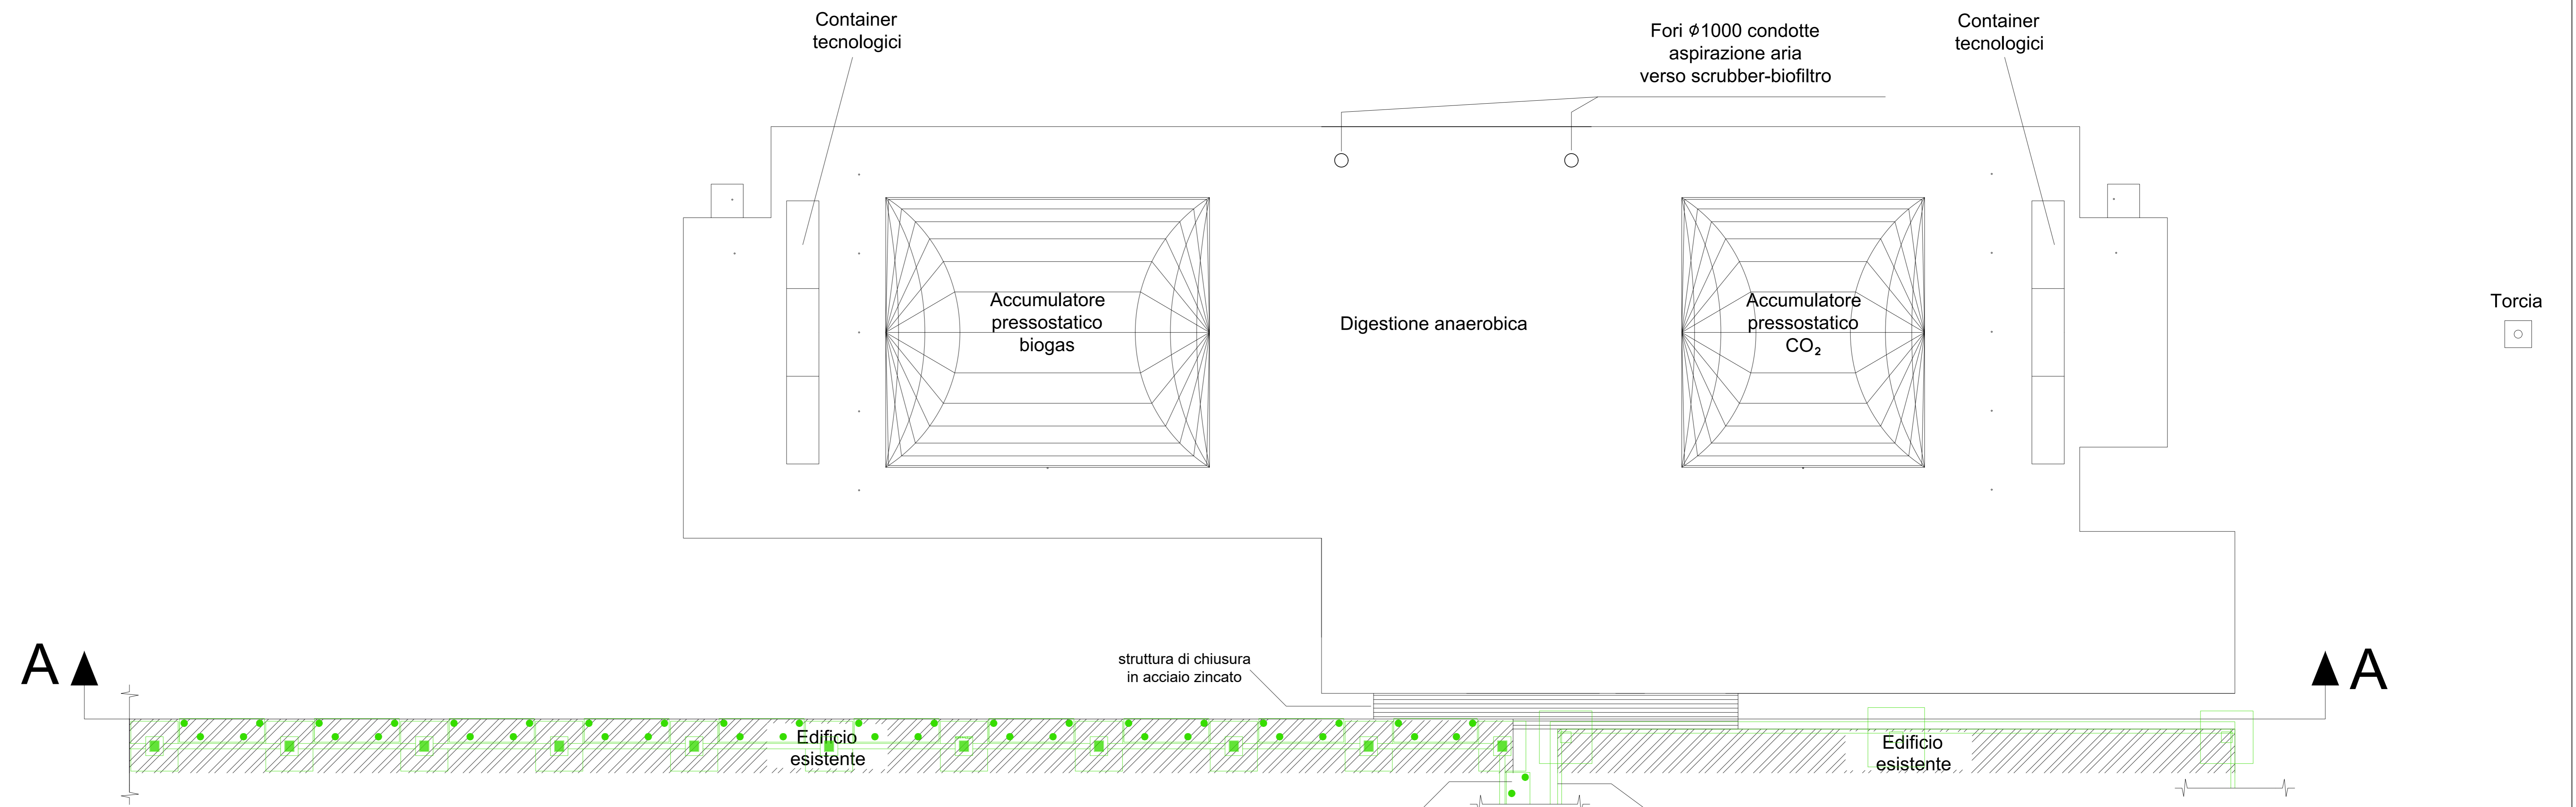 Container
tecnologici
Fori ∅1000 condotte
aspirazione aria
verso scrubber-biofiltro
Container
tecnologici
Accumulatore
pressostatico
biogas
Digestione anaerobica
Accumulatore
pressostatico
CO₂
Torcia
A
struttura di chiusura
in acciaio zincato
A
Edificio
esistente
Edificio
esistente